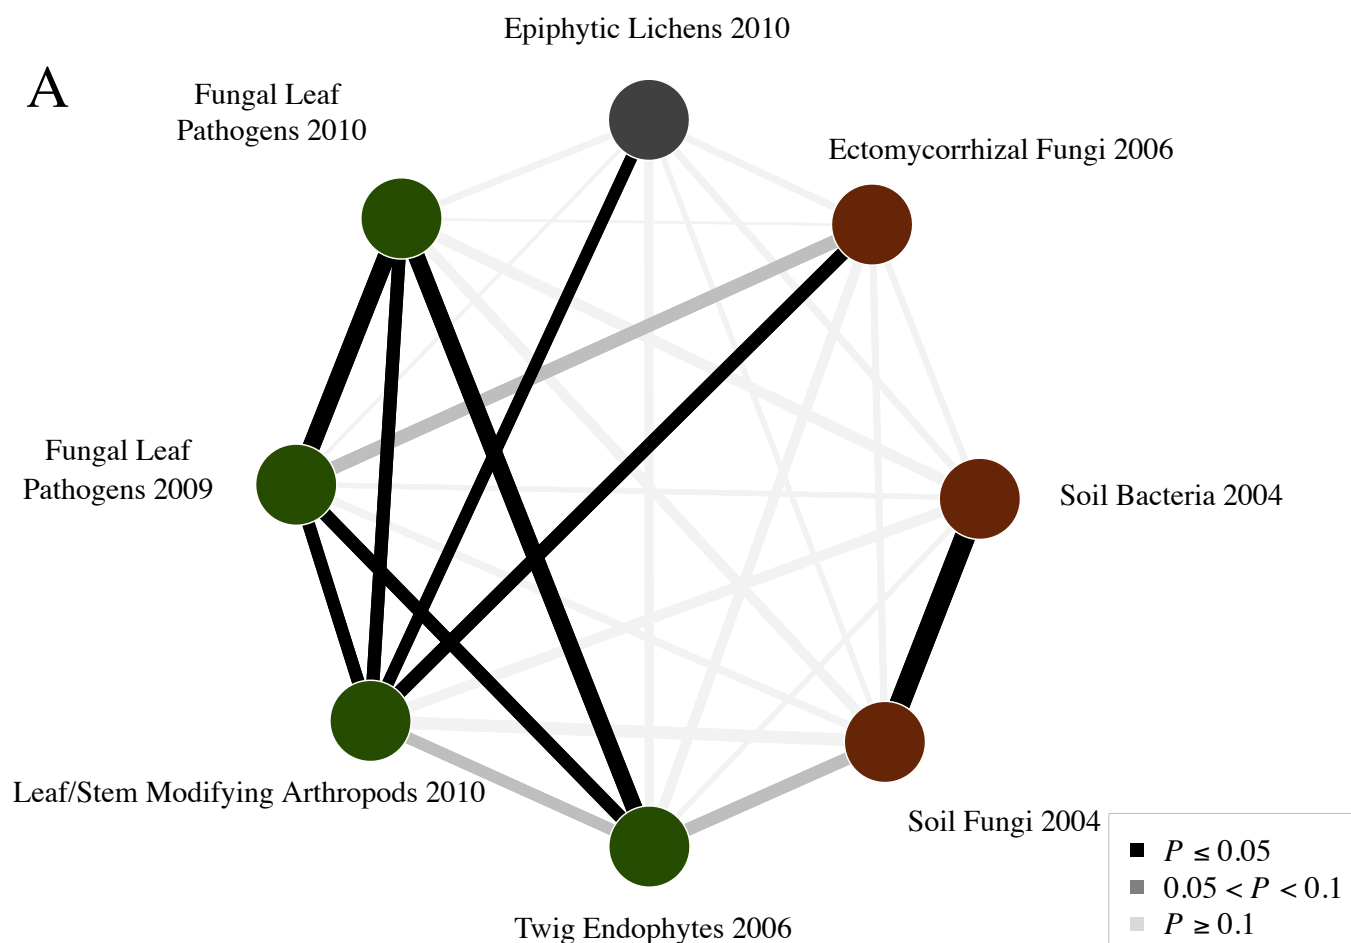 Epiphytic Lichens 2010
A
Fungal Leaf
Pathogens 2010
Ectomycorrhizal Fungi 2006
Fungal Leaf
Pathogens 2009
Soil Bacteria 2004
Leaf/Stem Modifying Arthropods 2010
Soil Fungi 2004
Twig Endophytes 2006
P ≤ 0.05
0.05 < P < 0.1
P ≥ 0.1